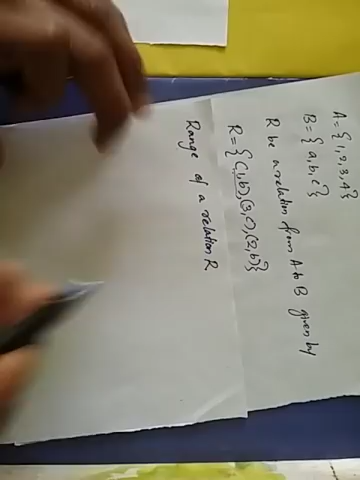 A = {1,2,3,4}
B = {a,b,c}
R be a relation from A to B given by
R = {(1,b),(3,c),(2,b)}
Range of a relation R